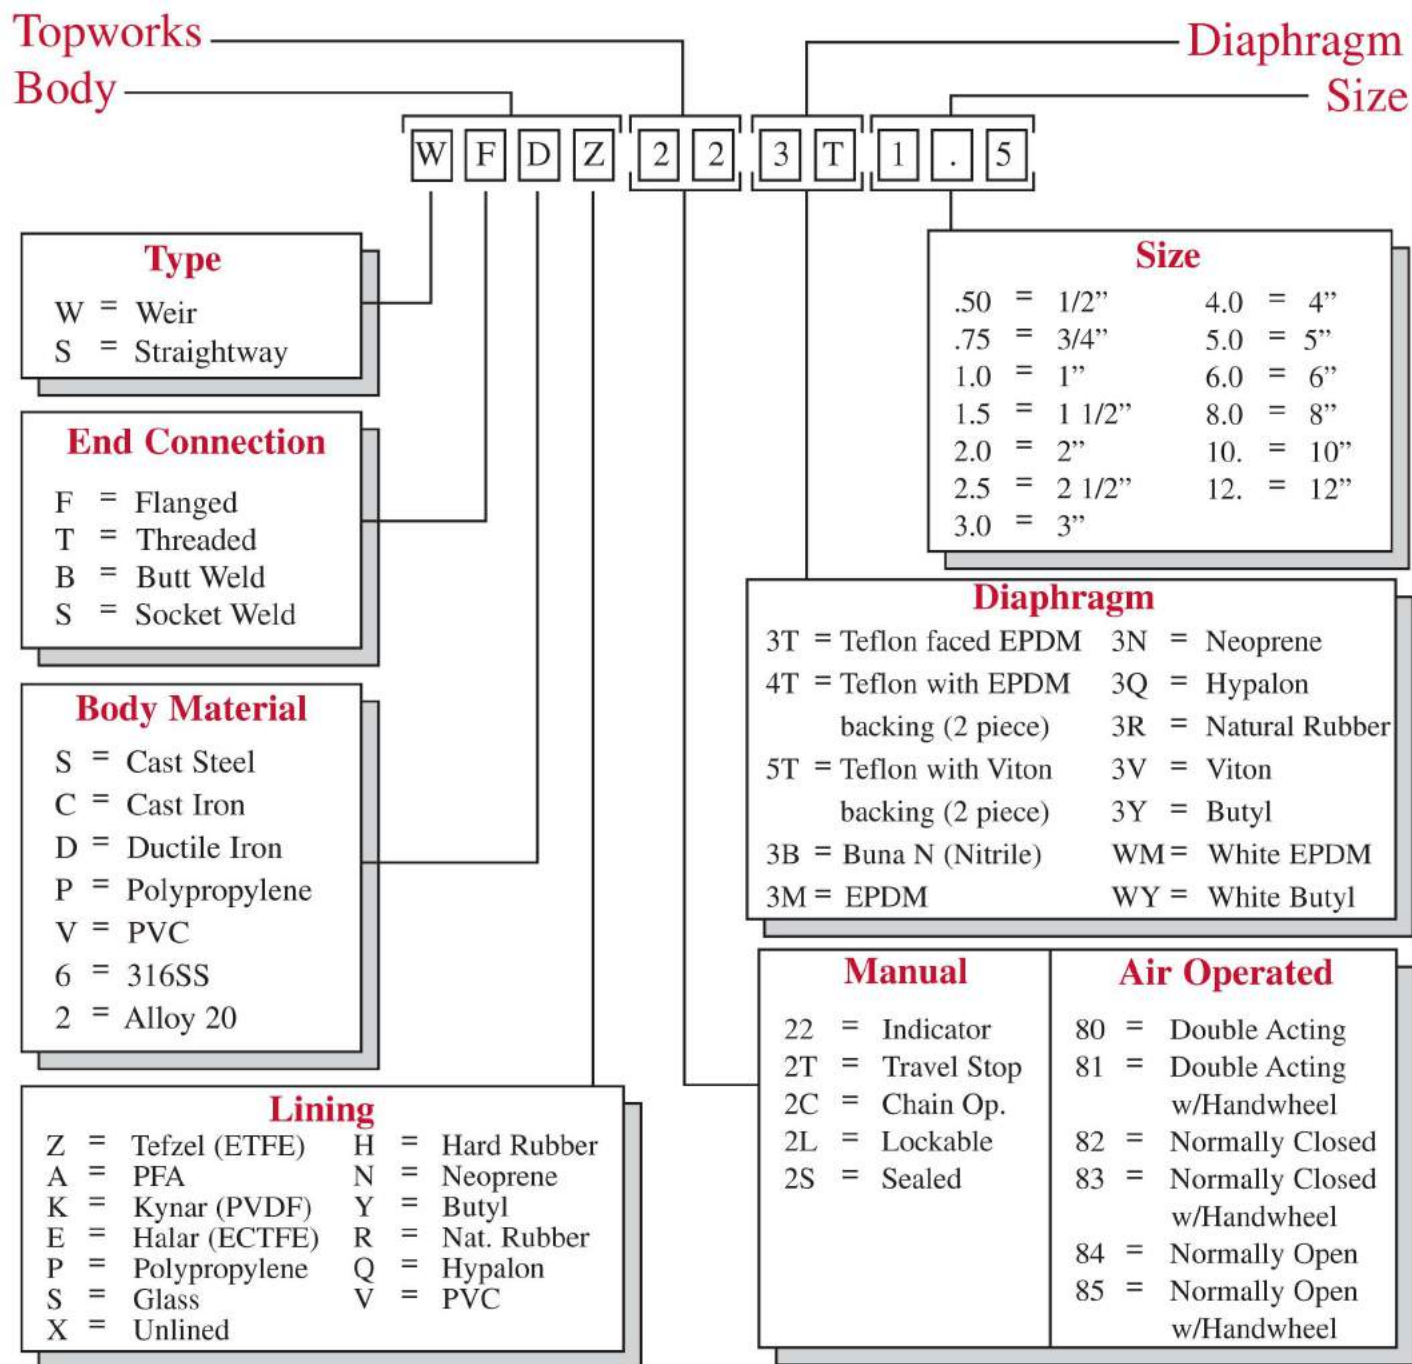 Topworks
Diaphragm
Body
Size
W F D Z 2 2 3 T 1 . 5
Type
W = Weir
S = Straightway
End Connection
F = Flanged
T = Threaded
B = Butt Weld
S = Socket Weld
Body Material
S = Cast Steel
C = Cast Iron
D = Ductile Iron
P = Polypropylene
V = PVC
6 = 316SS
2 = Alloy 20
Lining
Z = Tefzel (ETFE) H = Hard Rubber
A = PFA N = Neoprene
K = Kynar (PVDF) Y = Butyl
E = Halar (ECTFE) R = Nat. Rubber
P = Polypropylene Q = Hypalon
S = Glass V = PVC
X = Unlined
Size
.50 = 1/2” 4.0 = 4”
.75 = 3/4” 5.0 = 5”
1.0 = 1” 6.0 = 6”
1.5 = 1 1/2” 8.0 = 8”
2.0 = 2” 10. = 10”
2.5 = 2 1/2” 12. = 12”
3.0 = 3”
Diaphragm
3T = Teflon faced EPDM 3N = Neoprene
4T = Teflon with EPDM 3Q = Hypalon
backing (2 piece) 3R = Natural Rubber
5T = Teflon with Viton 3V = Viton
backing (2 piece) 3Y = Butyl
3B = Buna N (Nitrile) WM = White EPDM
3M = EPDM WY = White Butyl
Manual
22 = Indicator
2T = Travel Stop
2C = Chain Op.
2L = Lockable
2S = Sealed
Air Operated
80 = Double Acting
81 = Double Acting
w/Handwheel
82 = Normally Closed
83 = Normally Closed
w/Handwheel
84 = Normally Open
85 = Normally Open
w/Handwheel